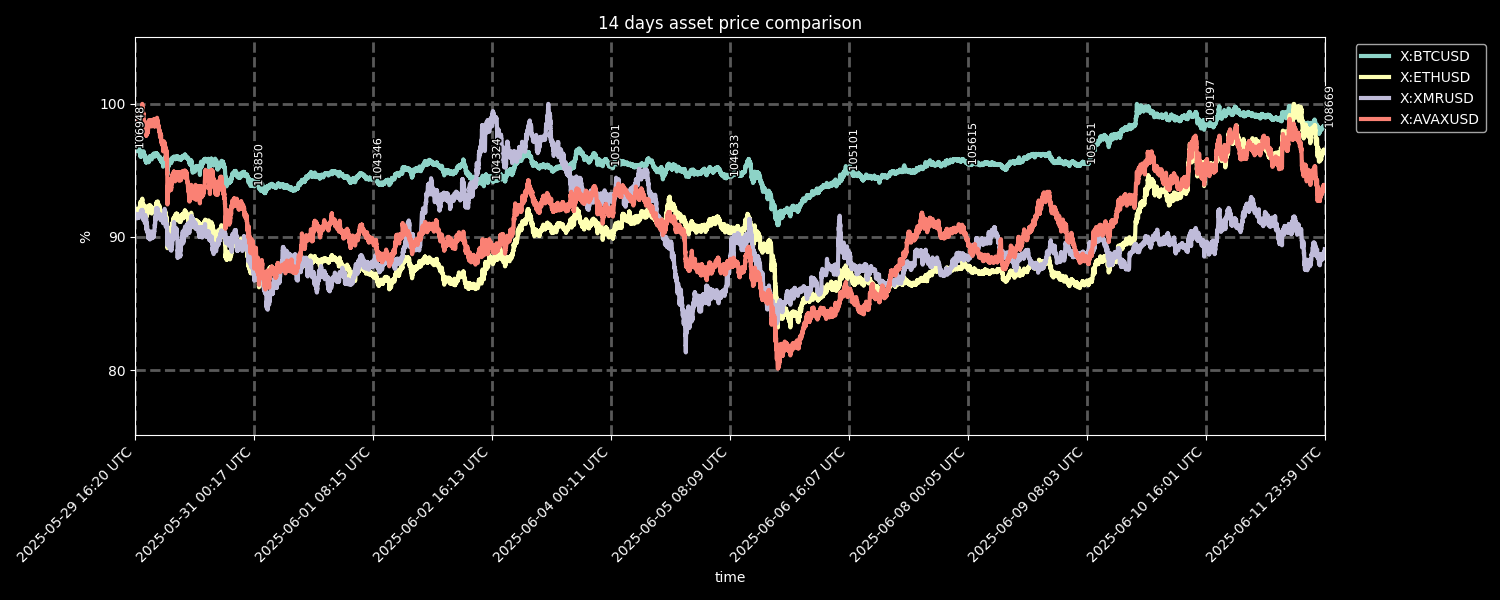 14 days asset price comparison
X:BTCUSD
X:ETHUSD
X:XMRUSD
X:AVAXUSD
100
90
80
%
103850
104346
105501
104633
105101
105615
105651
109197
108669
2025-05-29 16:20 UTC
2025-05-31 00:17 UTC
2025-06-01 08:15 UTC
2025-06-02 16:13 UTC
2025-06-04 00:11 UTC
2025-06-05 08:09 UTC
2025-06-06 16:07 UTC
2025-06-08 00:05 UTC
2025-06-09 08:03 UTC
2025-06-10 16:01 UTC
2025-06-11 23:59 UTC
time